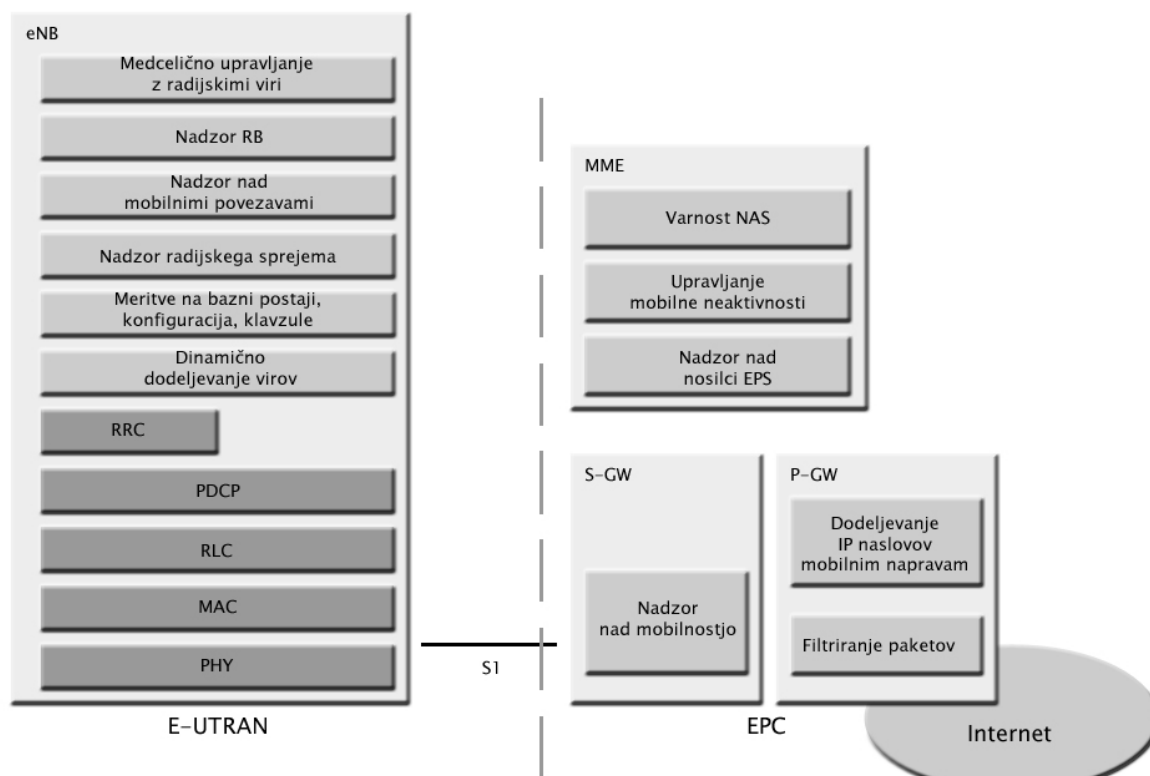 eNB
Medcelično upravljanje
z radijskimi viri
Nadzor RB
Nadzor nad
mobilnimi povezavami
Nadzor radijskega sprejema
Meritve na bazni postaji,
konfiguracija, klavzule
Dinamično
dodeljevanje virov
RRC
PDCP
RLC
MAC
PHY
E-UTRAN
S1
MME
Varnost NAS
Upravljanje
mobilne neaktivnosti
Nadzor nad
nosilci EPS
S-GW
Nadzor
nad mobilnostjo
P-GW
Dodeljevanje
IP naslovov
mobilnim napravam
Filtriranje paketov
EPC
Internet